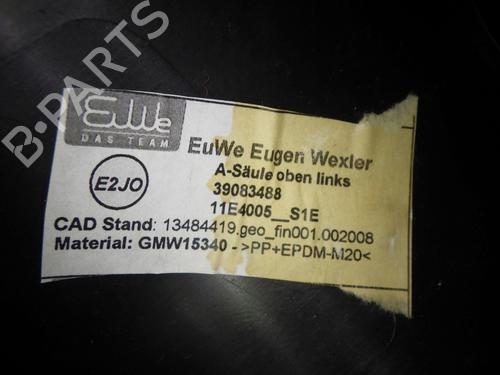 B-PARTS
EuWe
DAS TEAM
EuWe Eugen Wexler
A-Säule oben links
E2JO
39083488
11E4005__S1E
CAD Stand: 13484419.geo_fin001.002008
Material: GMW15340 ->PP+EPDM-M20<